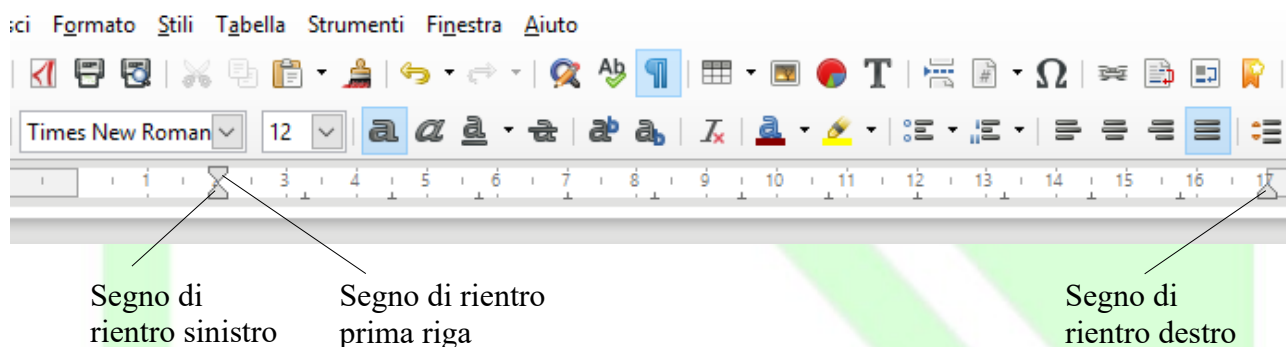 sci Formato Stili Tabella Strumenti Finestra Aiuto
Times New Roman 12
1 3 4 5 6 7 8 9 10 11 12 13 14 15 16 17
Segno di Segno di rientro Segno di
rientro sinistro prima riga rientro destro